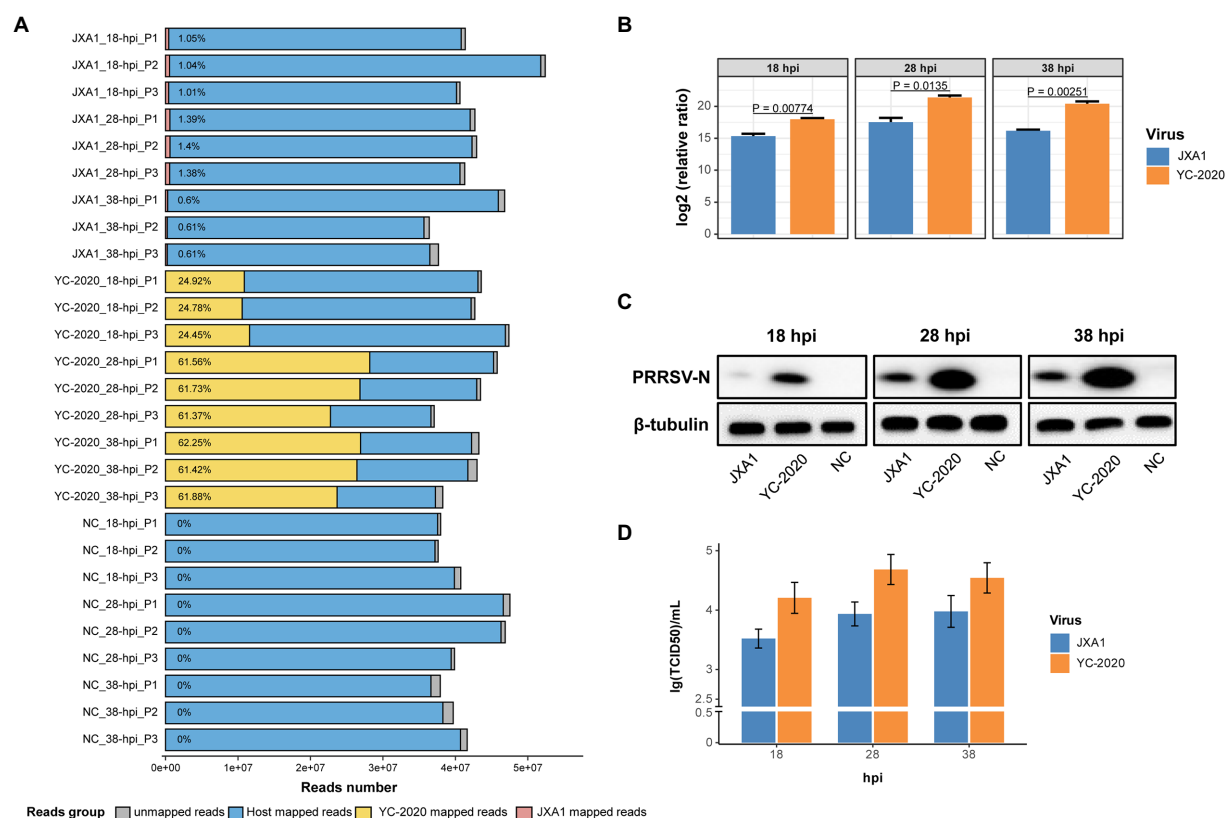 A
JXA1_18-hpi_P1 1.05%
JXA1_18-hpi_P2 1.04%
JXA1_18-hpi_P3 1.01%
JXA1_28-hpi_P1 1.39%
JXA1_28-hpi_P2 1.4%
JXA1_28-hpi_P3 1.38%
JXA1_38-hpi_P1 0.6%
JXA1_38-hpi_P2 0.61%
JXA1_38-hpi_P3 0.61%
YC-2020_18-hpi_P1 24.92%
YC-2020_18-hpi_P2 24.78%
YC-2020_18-hpi_P3 24.45%
YC-2020_28-hpi_P1 61.56%
YC-2020_28-hpi_P2 61.73%
YC-2020_28-hpi_P3 61.37%
YC-2020_38-hpi_P1 62.25%
YC-2020_38-hpi_P2 61.42%
YC-2020_38-hpi_P3 61.88%
NC_18-hpi_P1 0%
NC_18-hpi_P2 0%
NC_18-hpi_P3 0%
NC_28-hpi_P1 0%
NC_28-hpi_P2 0%
NC_28-hpi_P3 0%
NC_38-hpi_P1 0%
NC_38-hpi_P2 0%
NC_38-hpi_P3 0%
0e+00 1e+07 2e+07 3e+07 4e+07 5e+07
Reads number
Reads group unmapped reads Host mapped reads YC-2020 mapped reads JXA1 mapped reads
B
18 hpi 28 hpi 38 hpi
P = 0.00774 P = 0.0135 P = 0.00251
20
15
10
5
0
log2 (relative ratio)
Virus
JXA1
YC-2020
C
18 hpi 28 hpi 38 hpi
PRRSV-N
β-tubulin
JXA1 YC-2020 NC JXA1 YC-2020 NC JXA1 YC-2020 NC
D
5
4
3
2.5
0.5
0
lg(TCID50)/mL
18 28 38
hpi
Virus
JXA1
YC-2020